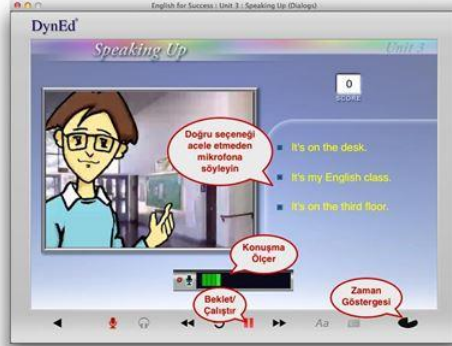 English for Success : Unit 3 : Speaking Up (Dialogs)
DynEd
Speaking Up
Unit 3
0
SCORE
Doğru seçeneği
acele etmeden
mikrofona
söyleyin
It's on the desk.
It's my English class.
It's on the third floor.
Konuşma
Ölçer
Beklet/
Çalıştır
Zaman
Göstergesi
Aa